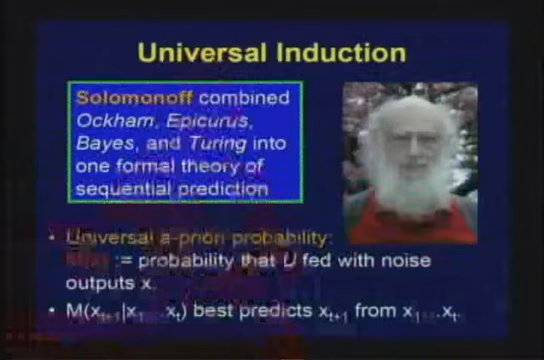 Universal Induction
Solomonoff combined
Ockham, Epicurus,
Bayes, and Turing into
one formal theory of
sequential prediction
• Universal a-priori probability:
M(x) := probability that U fed with noise
outputs x.
• M(xₜ₊₁|x₁...xₜ) best predicts xₜ₊₁ from x₁...xₜ.